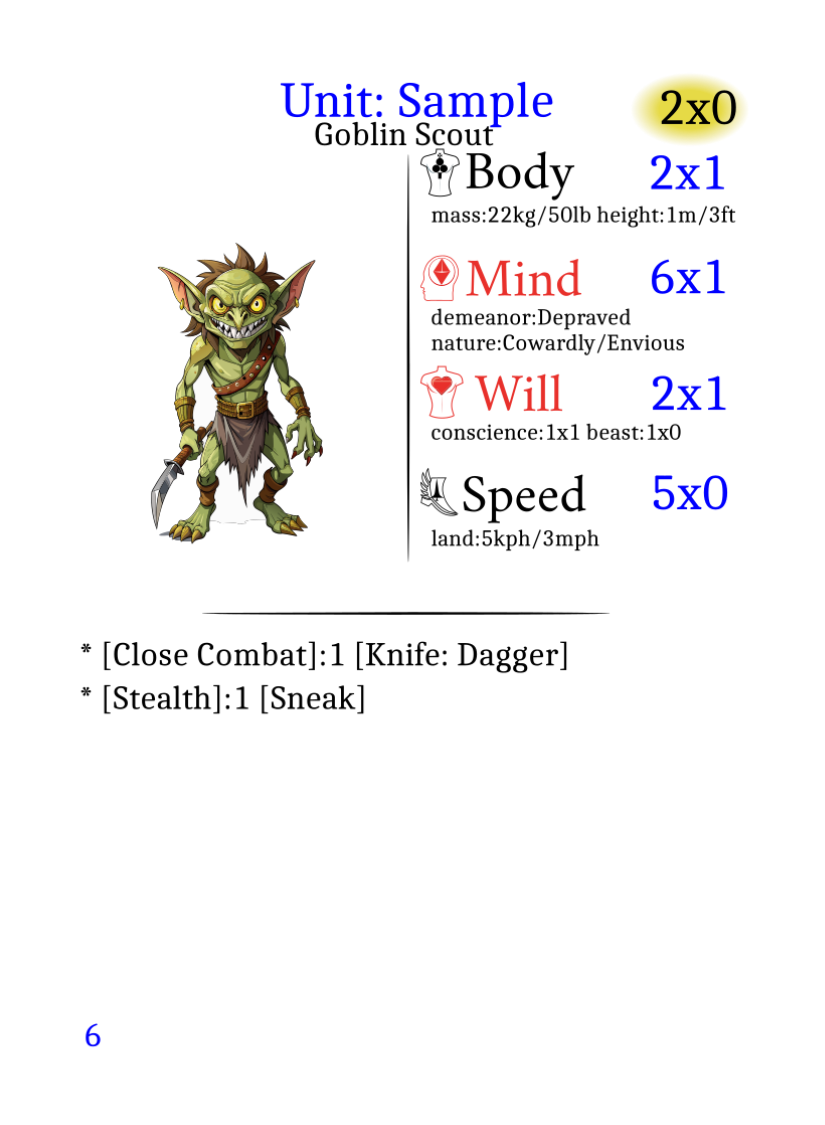 Unit: Sample
2x0
Goblin Scout
Body 2x1
mass:22kg/50lb height:1m/3ft
Mind 6x1
demeanor:Depraved
nature:Cowardly/Envious
Will 2x1
conscience:1x1 beast:1x0
Speed 5x0
land:5kph/3mph
* [Close Combat]:1 [Knife: Dagger]
* [Stealth]:1 [Sneak]
6